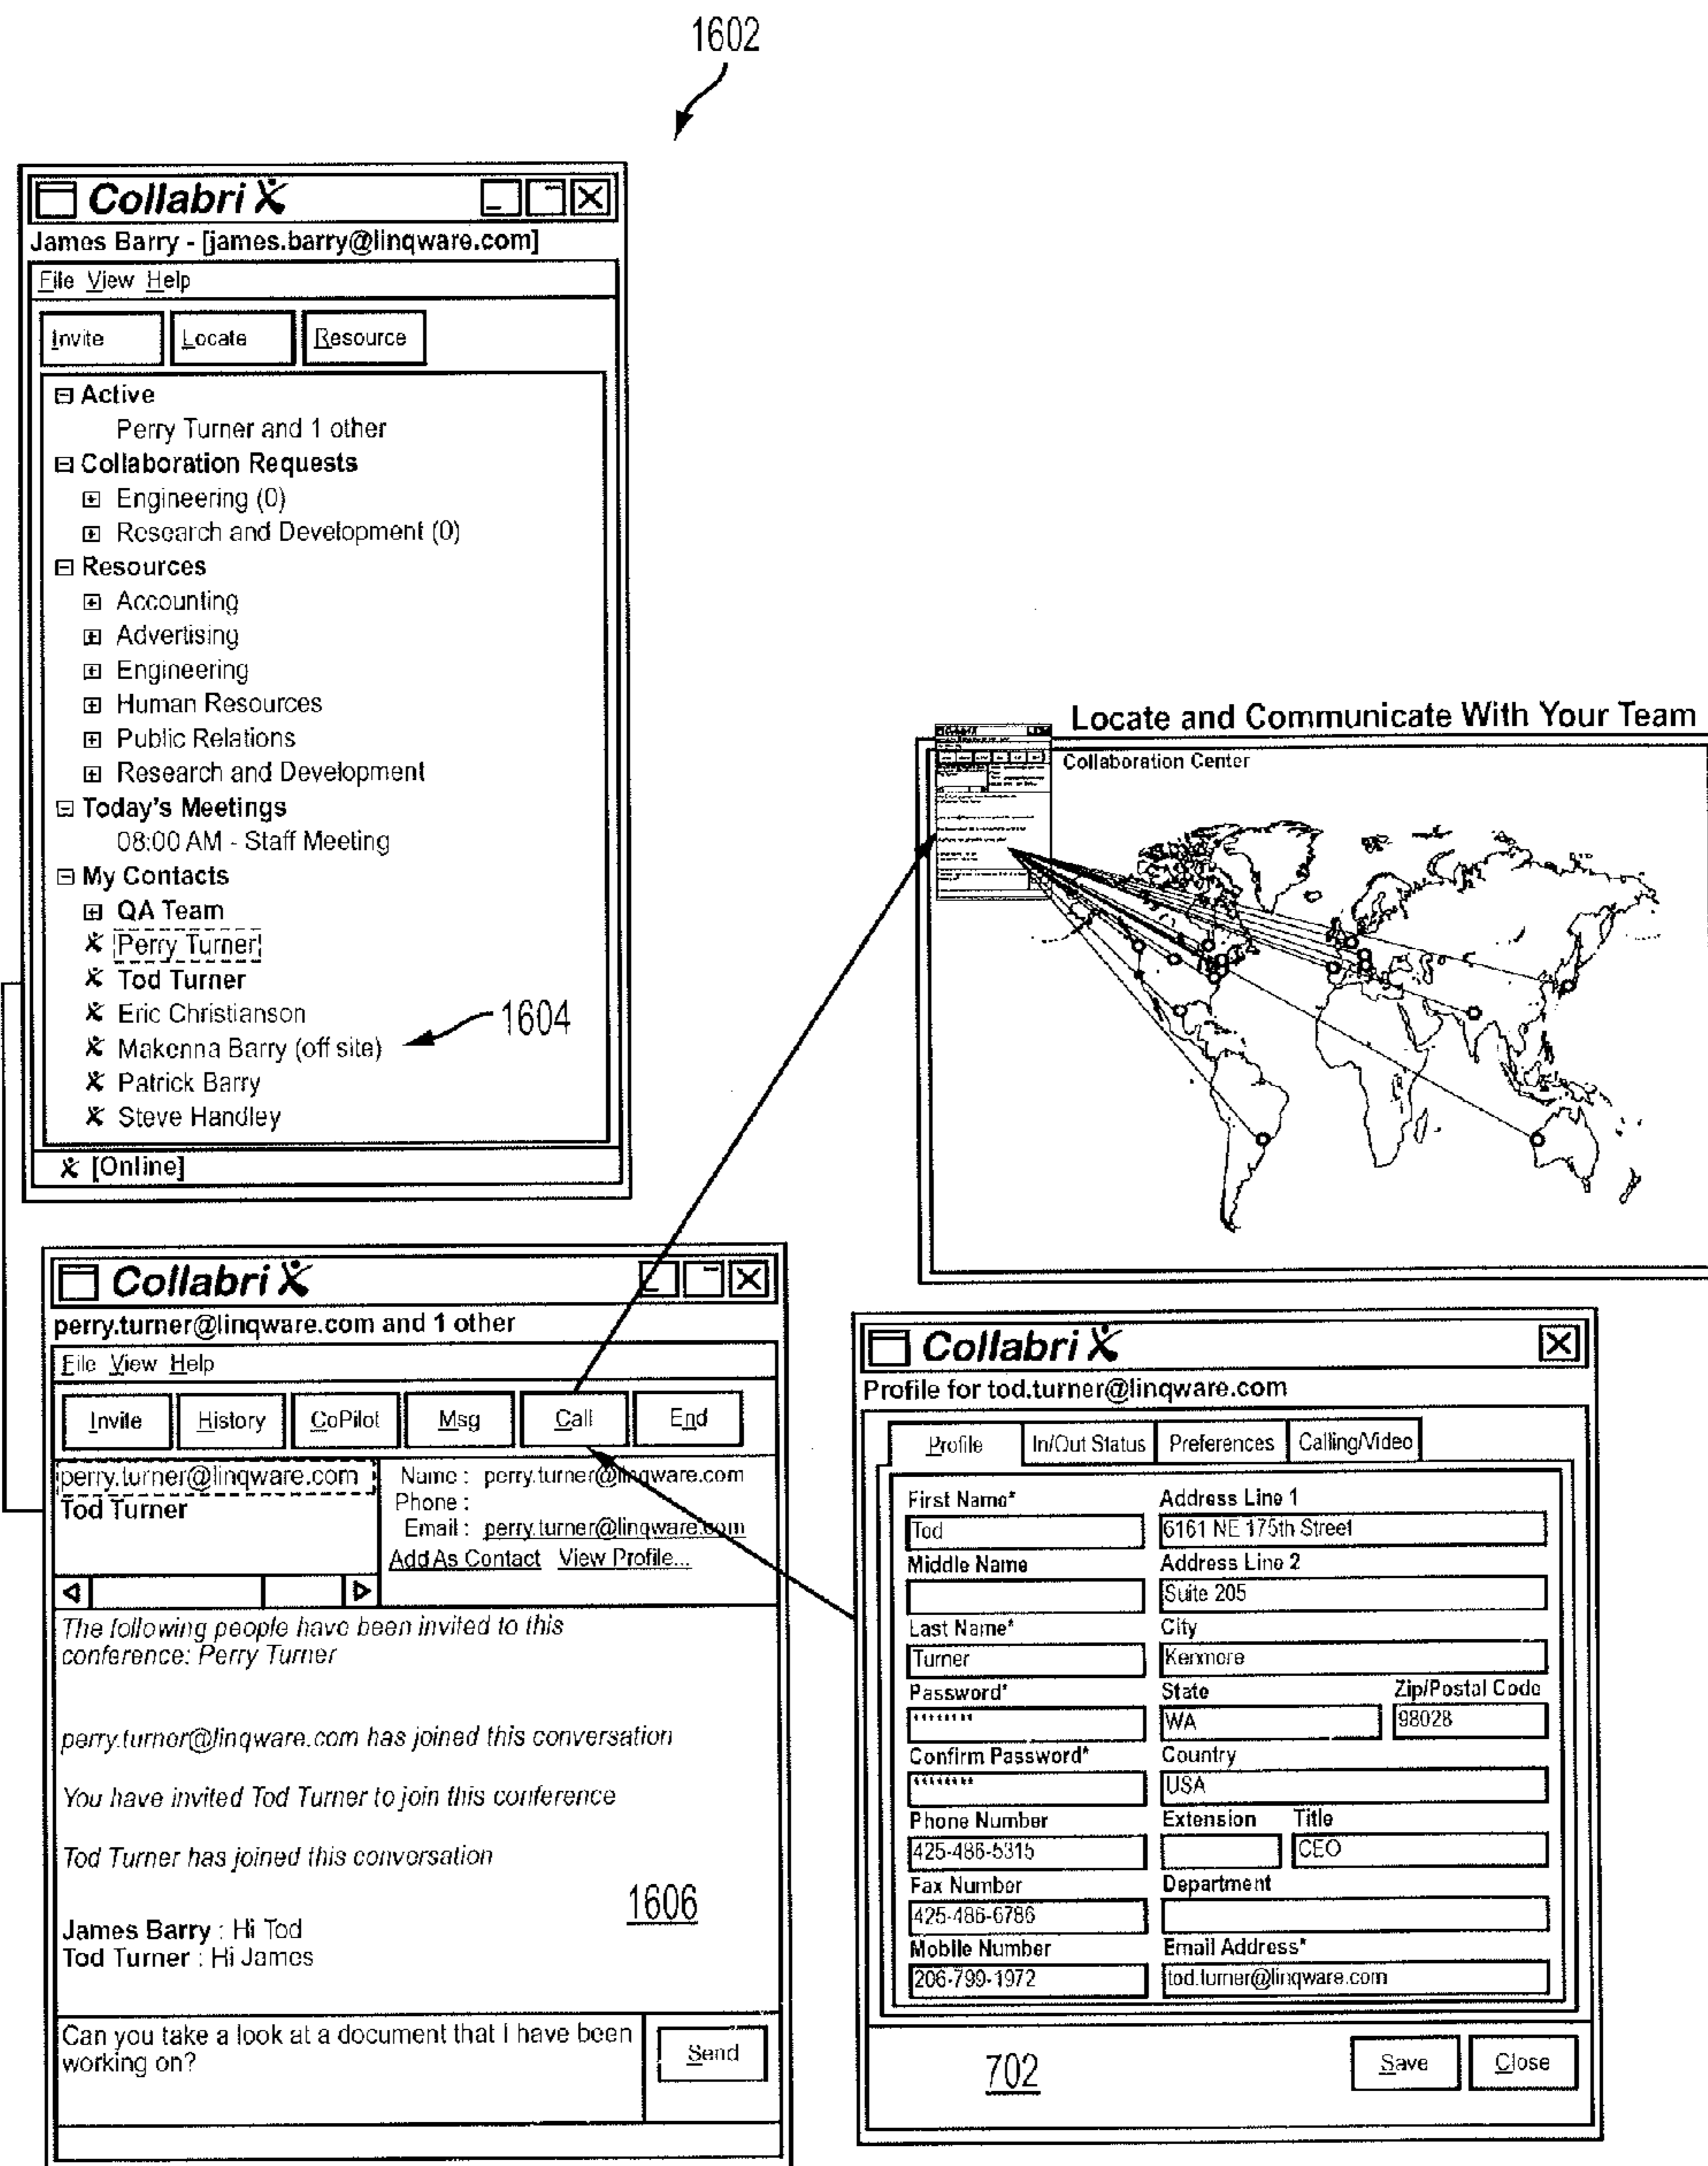 1602
Collabri X
James Barry - [james.barry@linqware.com]
File View Help
Invite Locate Resource
Active
Perry Turner and 1 other
Collaboration Requests
Engineering (0)
Research and Development (0)
Resources
Accounting
Advertising
Engineering
Human Resources
Public Relations
Research and Development
Today's Meetings
08:00 AM - Staff Meeting
My Contacts
QA Team
Perry Turner
Tod Turner
Eric Christianson
1604
Makenna Barry (off site)
Patrick Barry
Steve Handley
[Online]
Locate and Communicate With Your Team
Collaboration Center
Collabri X
perry.turner@linqware.com and 1 other
File View Help
Invite History CoPilot Msg Call End
perry.turner@linqware.com
Tod Turner
Name : perry.turner@linqware.com
Phone :
Email : perry.turner@linqware.com
Add As Contact View Profile...
The following people have been invited to this
conference: Perry Turner
perry.turner@linqware.com has joined this conversation
You have invited Tod Turner to join this conference
Tod Turner has joined this conversation
1606
James Barry : Hi Tod
Tod Turner : Hi James
Can you take a look at a document that I have been
working on?
Send
Collabri X
Profile for tod.turner@linqware.com
Profile In/Out Status Preferences Calling/Video
First Name* Address Line 1
Tod 6161 NE 175th Street
Middle Name Address Line 2
Suite 205
Last Name* City
Turner Kenmore
Password* State Zip/Postal Code
******** WA 98028
Confirm Password* Country
******** USA
Phone Number Extension Title
425-486-5315 CEO
Fax Number Department
425-486-6786
Mobile Number Email Address*
206-799-1972 tod.turner@linqware.com
702
Save Close